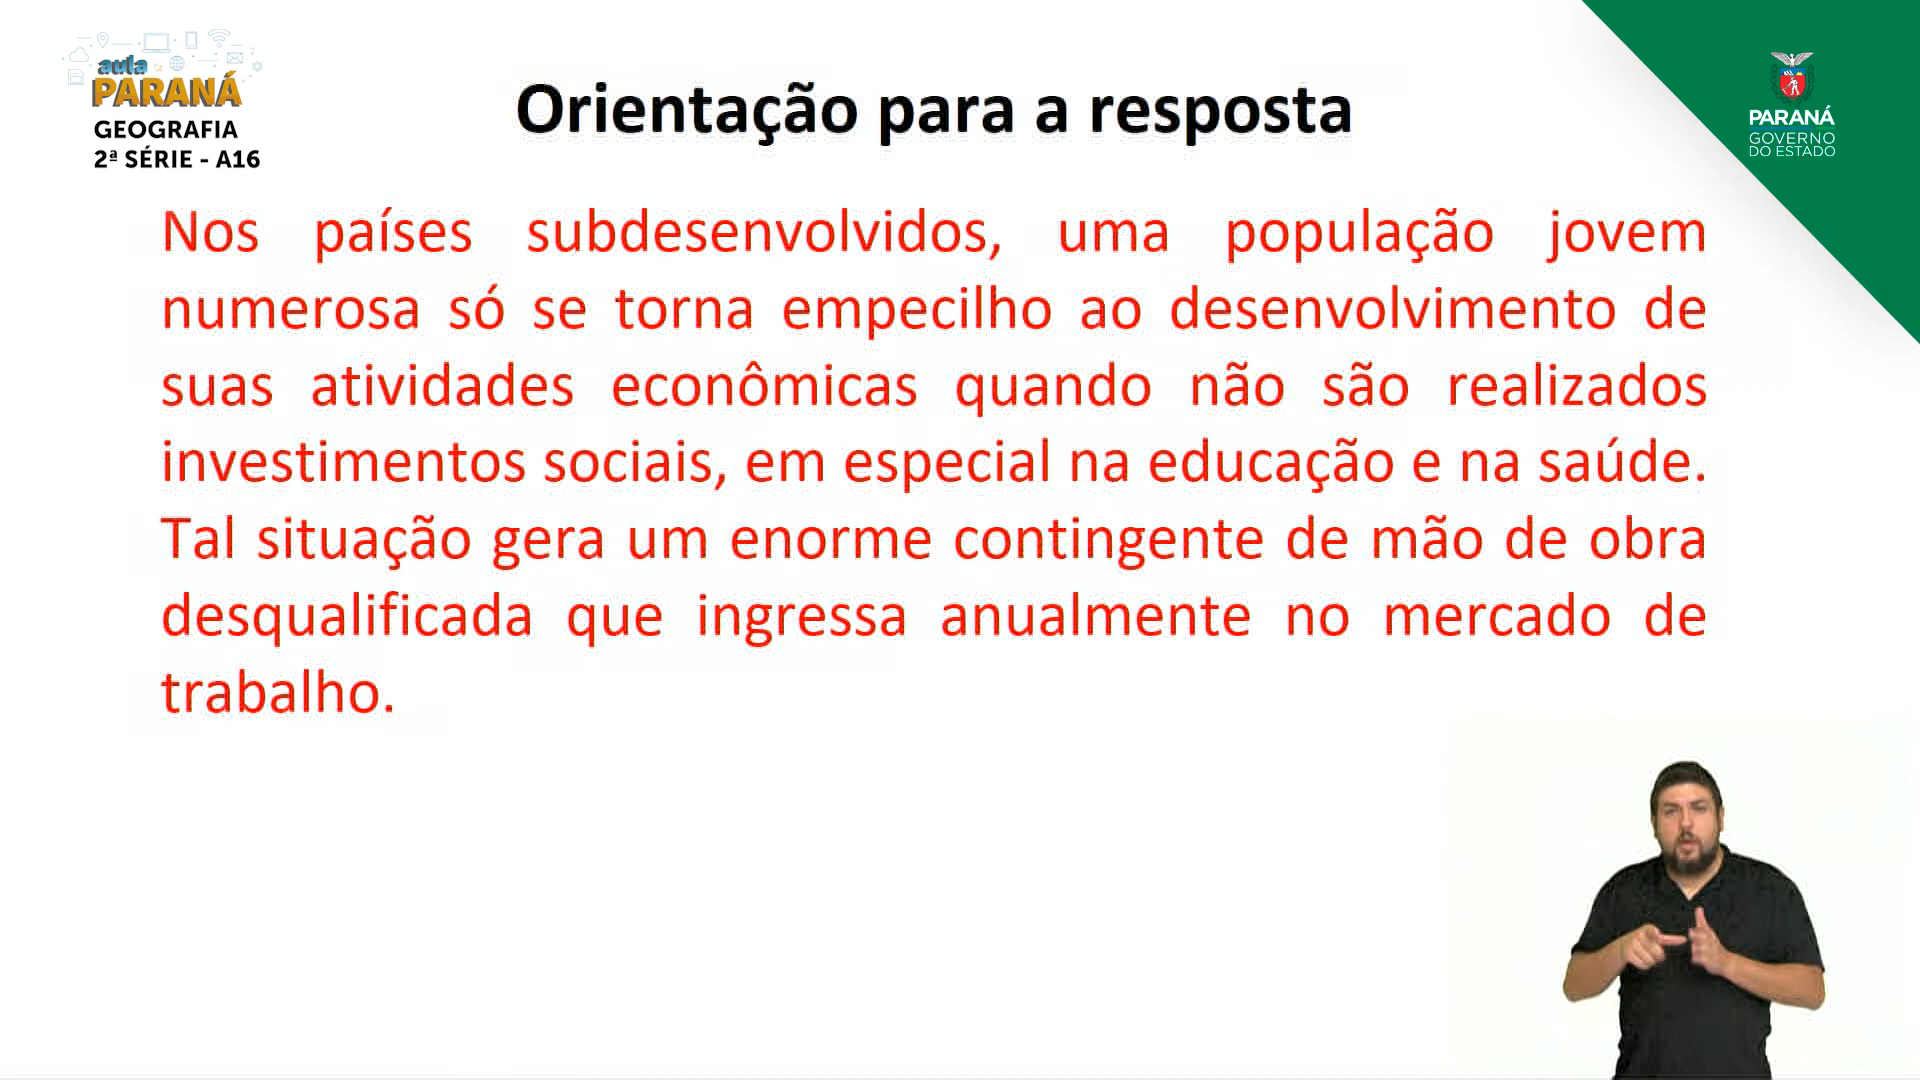 aula
PARANÁ
GEOGRAFIA
2ª SÉRIE - A16
Orientação para a resposta
PARANÁ
GOVERNO
DO ESTADO
Nos países subdesenvolvidos, uma população jovem
numerosa só se torna empecilho ao desenvolvimento de
suas atividades econômicas quando não são realizados
investimentos sociais, em especial na educação e na saúde.
Tal situação gera um enorme contingente de mão de obra
desqualificada que ingressa anualmente no mercado de
trabalho.